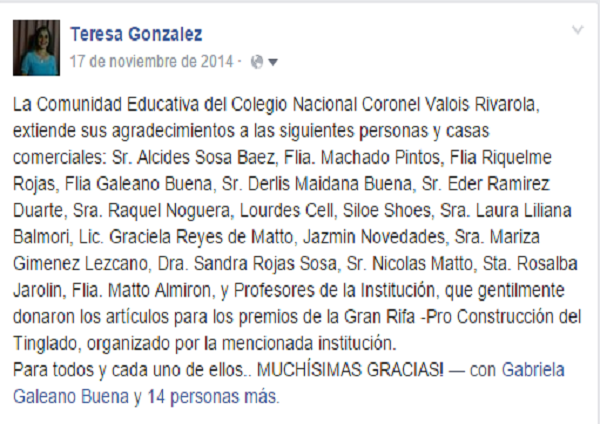 Teresa Gonzalez
17 de noviembre de 2014 ·
La Comunidad Educativa del Colegio Nacional Coronel Valois Rivarola,
extiende sus agradecimientos a las siguientes personas y casas
comerciales: Sr. Alcides Sosa Baez, Flia. Machado Pintos, Flia Riquelme
Rojas, Flia Galeano Buena, Sr. Derlis Maidana Buena, Sr. Eder Ramirez
Duarte, Sra. Raquel Noguera, Lourdes Cell, Siloe Shoes, Sra. Laura Liliana
Balmori, Lic. Graciela Reyes de Matto, Jazmin Novedades, Sra. Mariza
Gimenez Lezcano, Dra. Sandra Rojas Sosa, Sr. Nicolas Matto, Sta. Rosalba
Jarolin, Flia. Matto Almiron, y Profesores de la Institución, que gentilmente
donaron los artículos para los premios de la Gran Rifa -Pro Construcción del
Tinglado, organizado por la mencionada institución.
Para todos y cada uno de ellos.. MUCHÍSIMAS GRACIAS! — con Gabriela
Galeano Buena y 14 personas más.